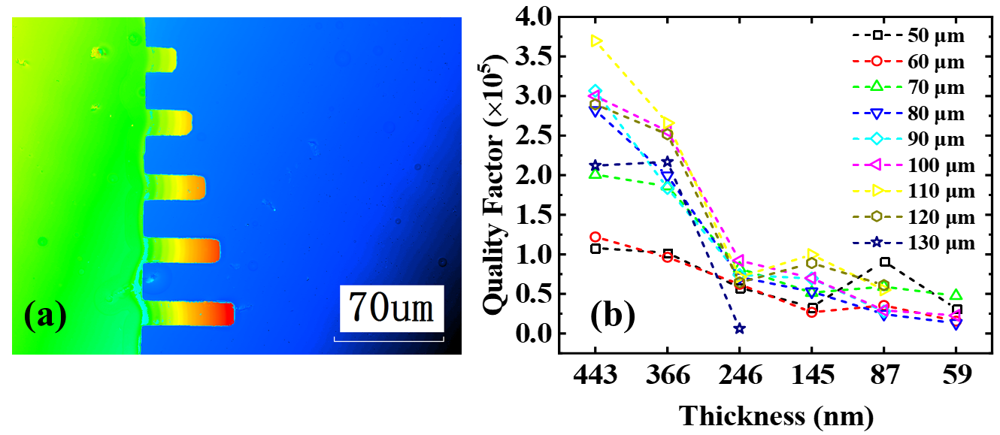 (a)
70um
Quality Factor (×10⁵)
4.0
3.5
3.0
2.5
2.0
1.5
1.0
0.5
0.0
50 μm
60 μm
70 μm
80 μm
90 μm
100 μm
110 μm
120 μm
130 μm
(b)
443 366 246 145 87 59
Thickness (nm)